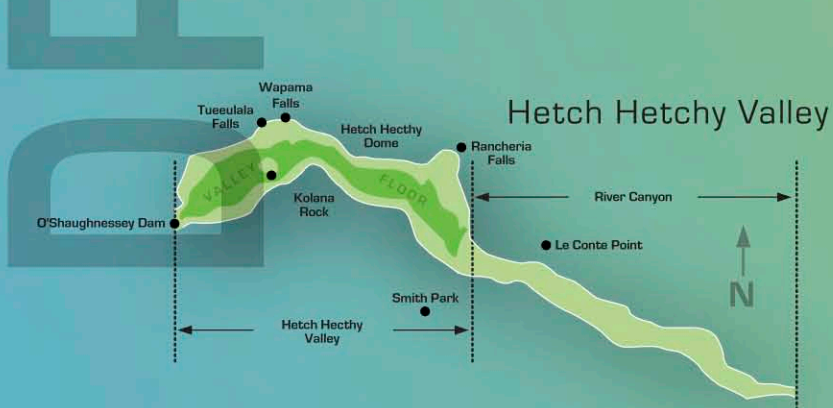 Hetch Hetchy Valley
Wapama
Falls
Tueeulala
Falls
Hetch Hecthy
Dome
Rancheria
Falls
VALLEY
FLOOR
River Canyon
Kolana
Rock
O'Shaughnessey Dam
Le Conte Point
N
Smith Park
Hetch Hecthy
Valley